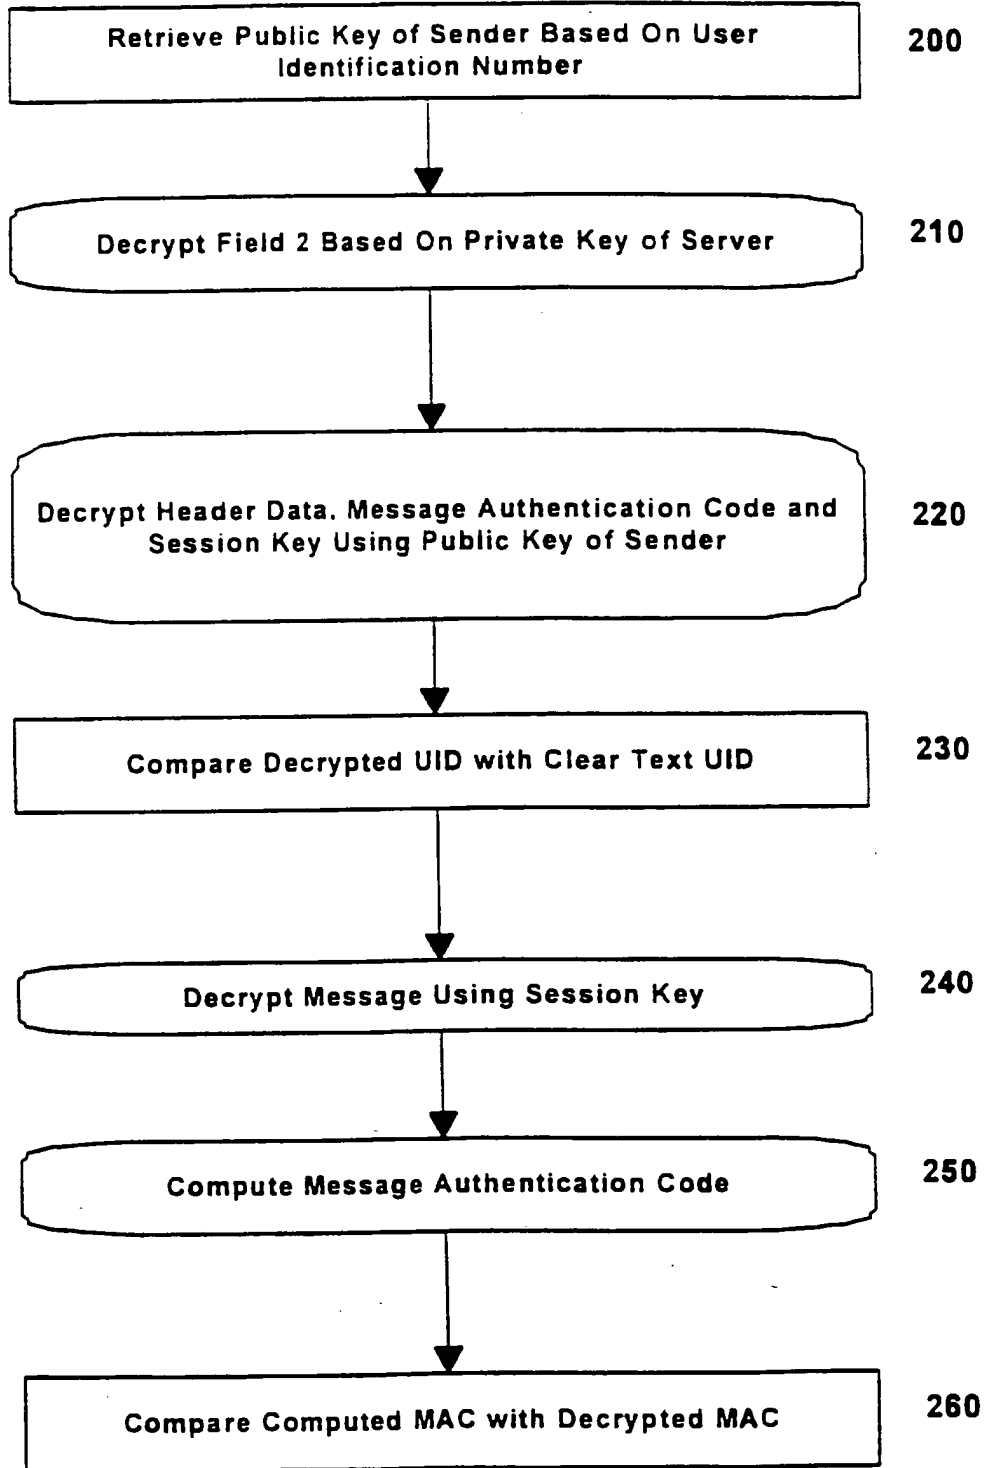 Retrieve Public Key of Sender Based On User
Identification Number
200
Decrypt Field 2 Based On Private Key of Server
210
Decrypt Header Data. Message Authentication Code and
Session Key Using Public Key of Sender
220
Compare Decrypted UID with Clear Text UID
230
Decrypt Message Using Session Key
240
Compute Message Authentication Code
250
Compare Computed MAC with Decrypted MAC
260